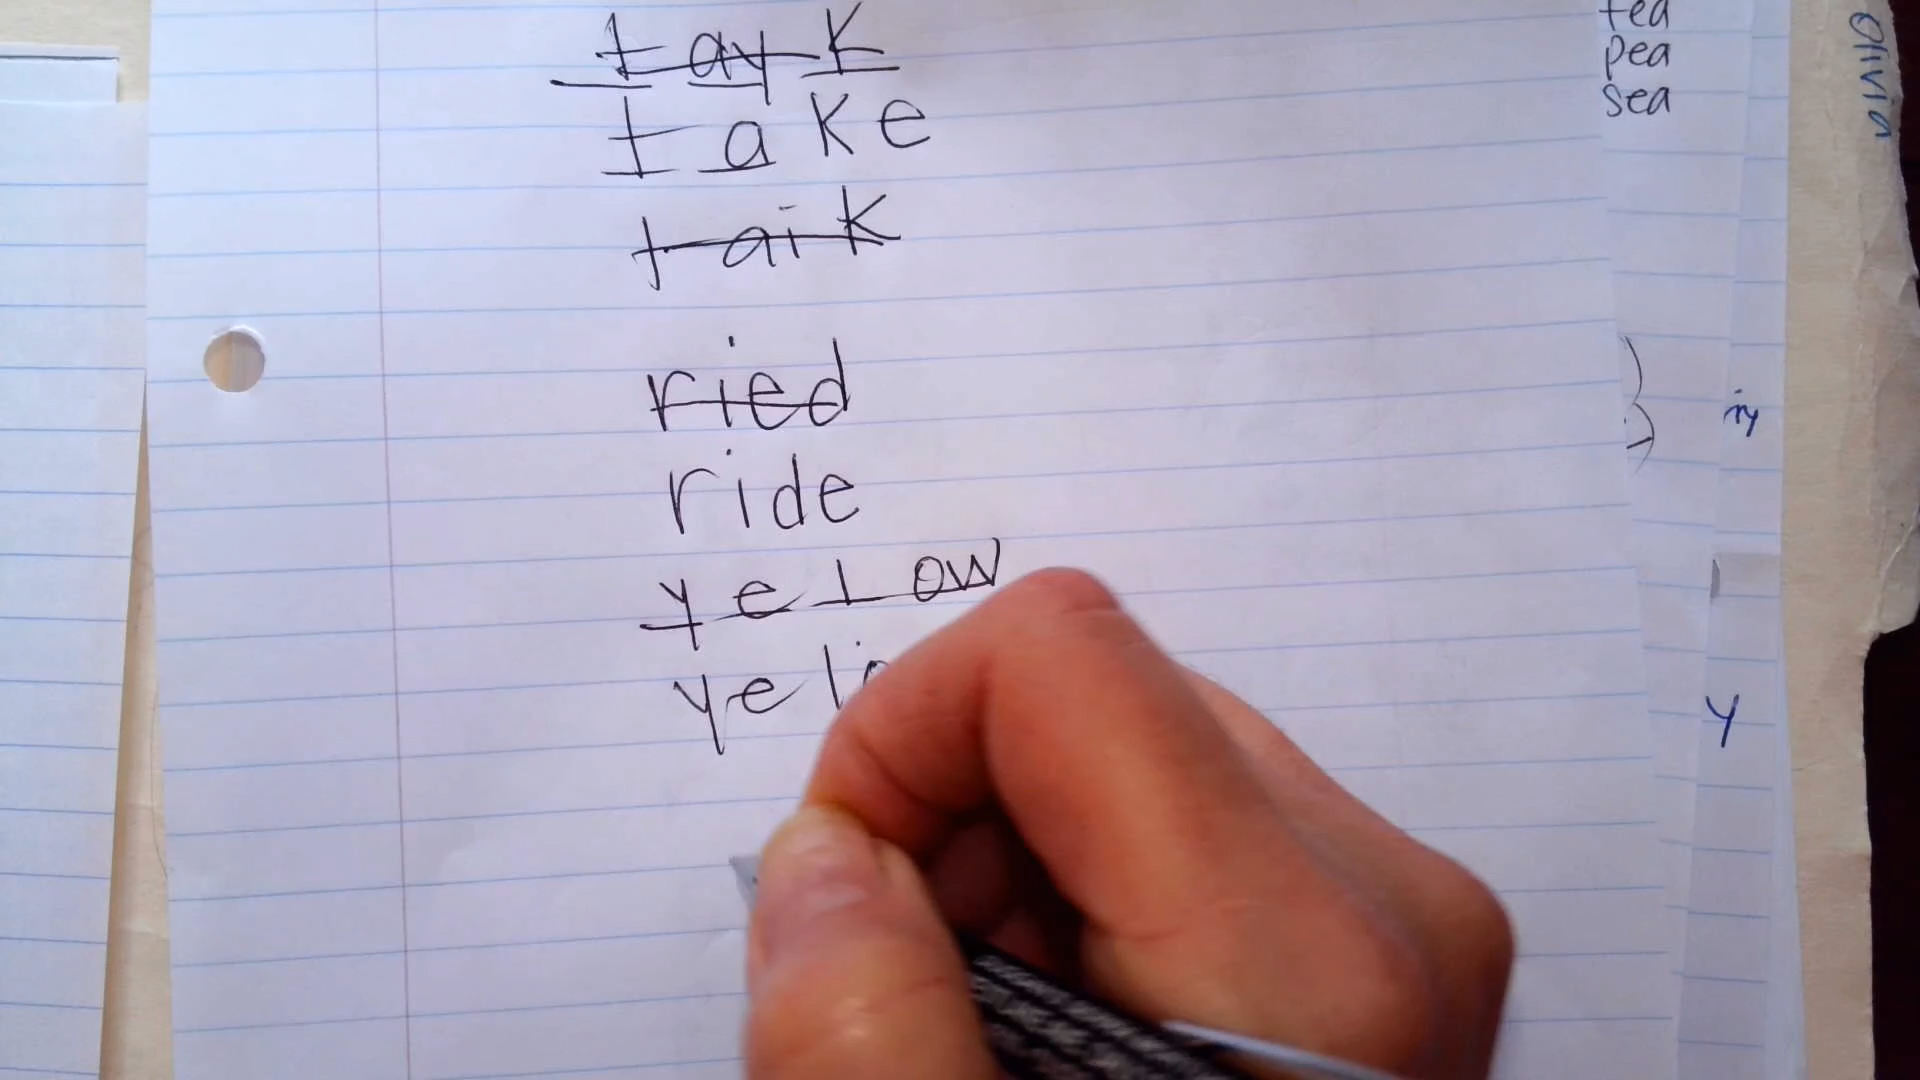 tayk
take
taik
ried
ride
yelow
tea
pea
sea
Olivia
y